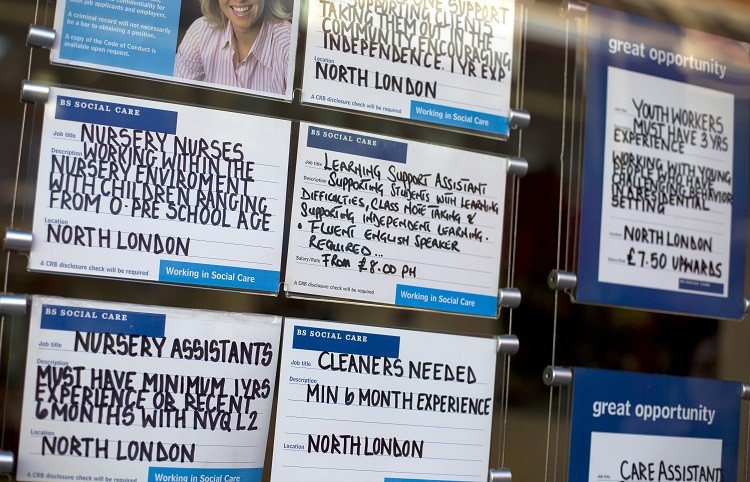 job applicants and employers.
A criminal record will not necessarily
be a bar to obtaining a position.
A copy of the Code of Conduct is
available upon request.
SUPPORTING CLIENTS
TAKING THEM OUT IN THE
COMMUNITY ENCOURAGING
INDEPENDENCE. 1YR EXP
Location
NORTH LONDON
A CRB disclosure check will be required
Working in Social Care
great opportunity
Job title
YOUTH WORKERS
MUST HAVE 3 YRS
EXPERIENCE
WORKING WITH YOUNG
PEOPLE WHO HAVE
CHALLENGING BEHAVIOR
IN A RESIDENTIAL
SETTING
NORTH LONDON
£7.50 UPWARDS
BS SOCIAL CARE
Job title
NURSERY NURSES
Description
WORKING WITHIN THE
NURSERY ENVIROMENT
WITH CHILDREN RANGING
FROM 0-PRE SCHOOL AGE
Location
NORTH LONDON
A CRB disclosure check will be required
Working in Social Care
BS SOCIAL CARE
Job title
LEARNING SUPPORT ASSISTANT
Description
SUPPORTING STUDENTS WITH LEARNING
DIFFICULTIES, CLASS NOTE TAKING &
SUPPORTING INDEPENDENT LEARNING.
• FLUENT ENGLISH SPEAKER
REQUIRED...
Salary/Rate
FROM £8.00 PH
A CRB disclosure check will be required
Working in Social Care
BS SOCIAL CARE
Job title
NURSERY ASSISTANTS
Description
MUST HAVE MINIMUM 1YRS
EXPERIENCE OR RECENT
6 MONTHS WITH NVQ L2
Location
NORTH LONDON
A CRB disclosure check will be required
Working in Social Care
BS SOCIAL CARE
Job title
CLEANERS NEEDED
Description
MIN 6 MONTH EXPERIENCE
Location
NORTH LONDON
great opportunity
Job title
CARE ASSISTANT